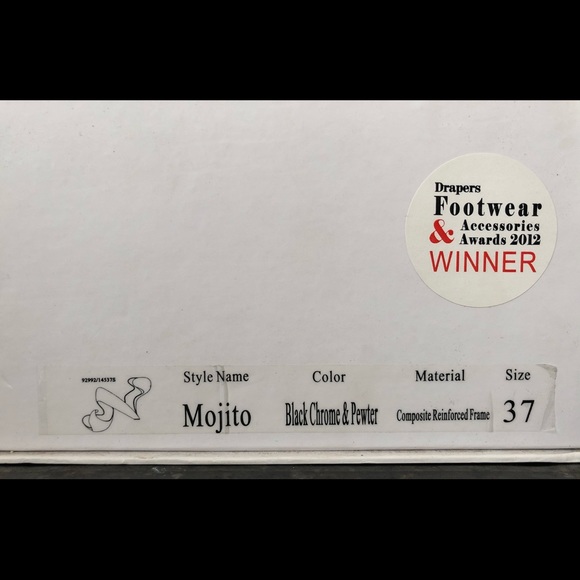 Drapers
Footwear
& Accessories
Awards 2012
WINNER
92992/145375
Style Name Color Material Size
Mojito Black Chrome & Pewter Composite Reinforced Frame 37